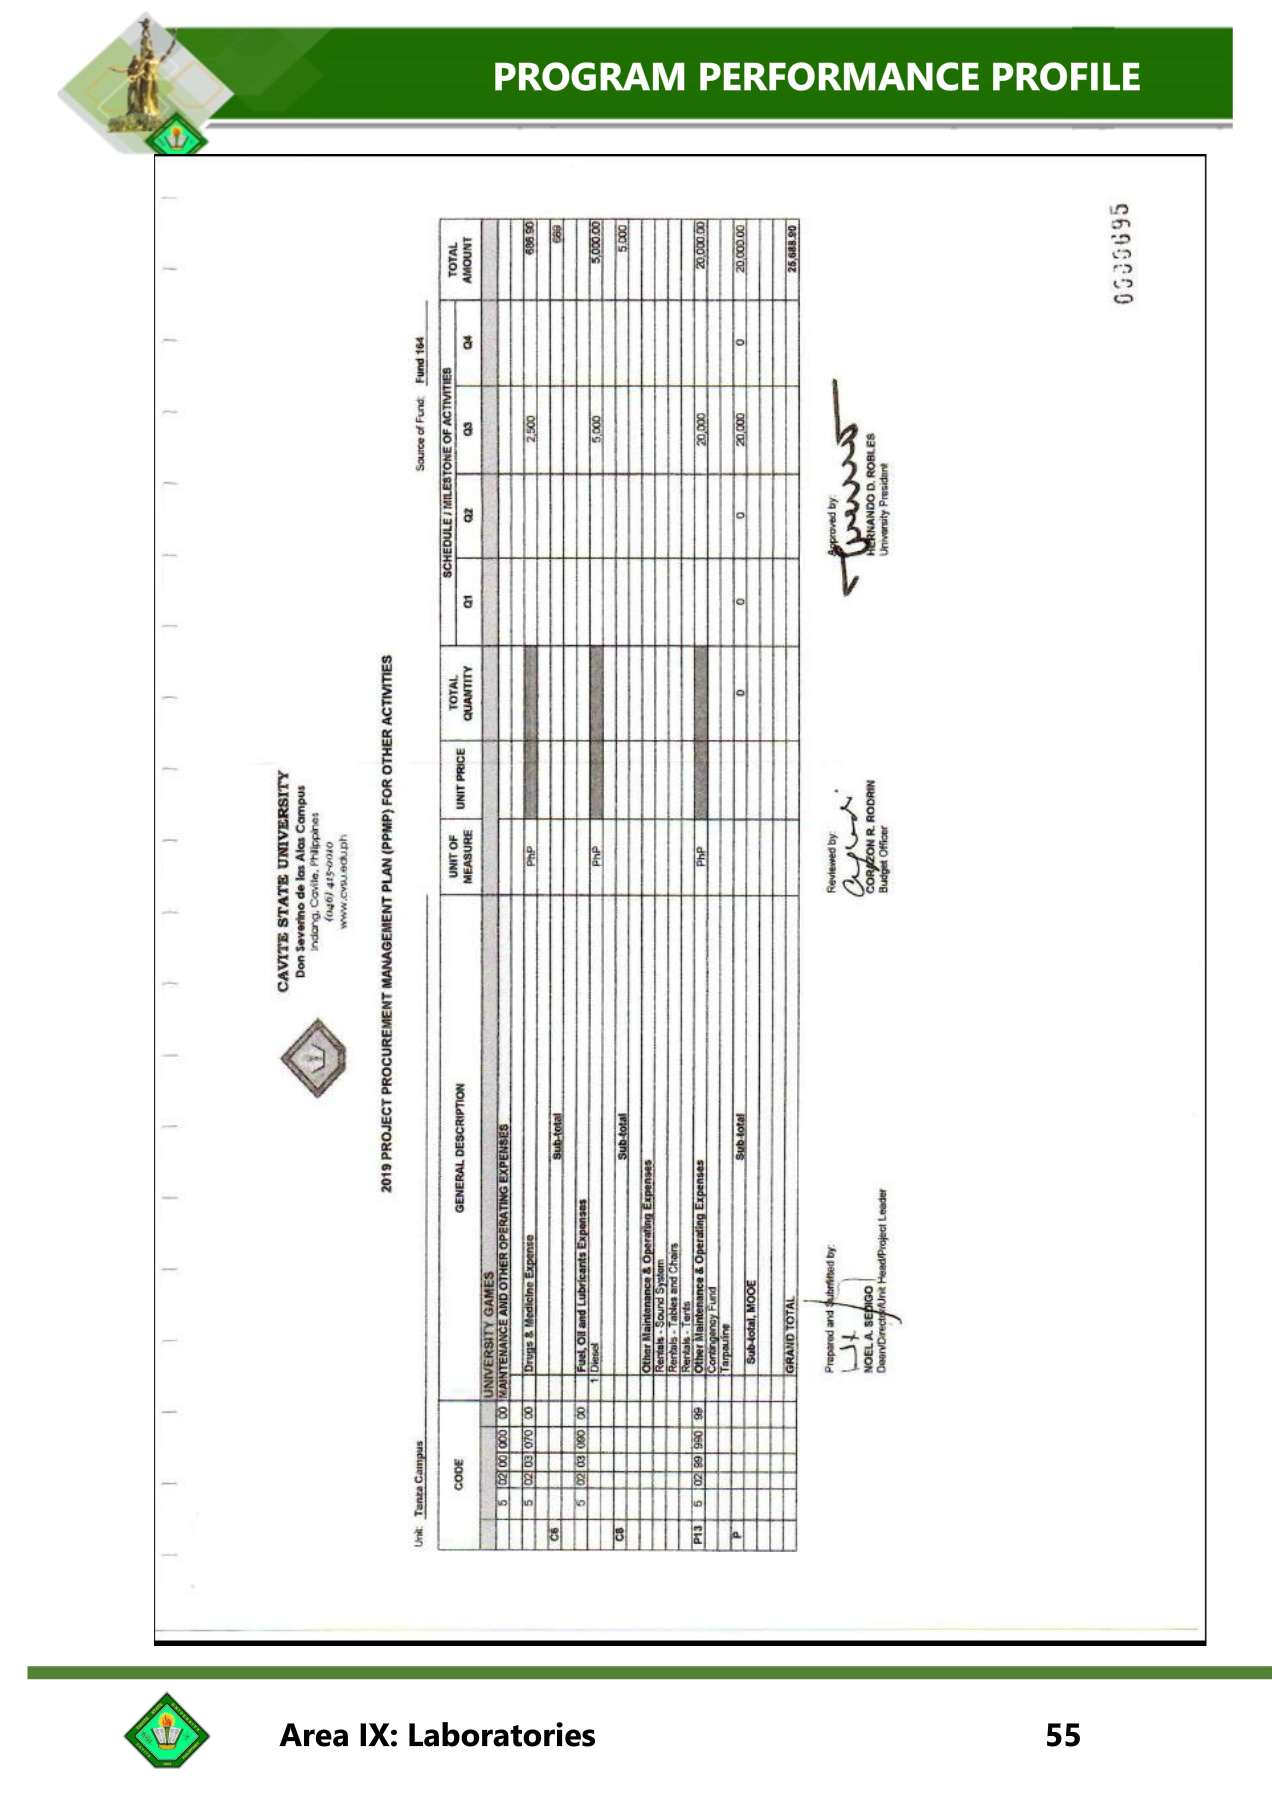 PROGRAM PERFORMANCE PROFILE
CAVITE STATE UNIVERSITY
Don Severino de las Alas Campus
Indang, Cavite, Philippines
(046) 415-0010
www.cvsu.edu.ph
2019 PROJECT PROCUREMENT MANAGEMENT PLAN (PPMP) FOR OTHER ACTIVITIES
Unit: Tanza Campus Source of Fund: Fund 164
CODE GENERAL DESCRIPTION UNIT OF MEASURE UNIT PRICE TOTAL QUANTITY SCHEDULE / MILESTONE OF ACTIVITIES TOTAL AMOUNT
Q1 Q2 Q3 Q4
UNIVERSITY GAMES
5 02 00 000 00 MAINTENANCE AND OTHER OPERATING EXPENSES
5 02 03 070 00 Drugs & Medicine Expense PhP 2,500 688.90
C6 Sub-total 689
5 02 03 090 00 Fuel, Oil and Lubricants Expenses
1 Diesel PhP 5,000 5,000.00
C8 Sub-total 5,000
Other Maintenance & Operating Expenses
Rentals - Sound System
Rentals - Tables and Chairs
Rentals - Tents
P13 5 02 99 990 99 Other Maintenance & Operating Expenses PhP 20,000 20,000.00
Contingency Fund
Tarpauline
P Sub-total 0 0 0 20,000 0 20,000.00
Sub-total, MOOE
GRAND TOTAL 25,688.90
Prepared and Submitted by: Reviewed by: Approved by:
NOEL A. SEDIGO CORAZON R. RODRIN HERNANDO D. ROBLES
Dean/Director/Unit Head/Project Leader Budget Officer University President
0000695
Area IX: Laboratories 55